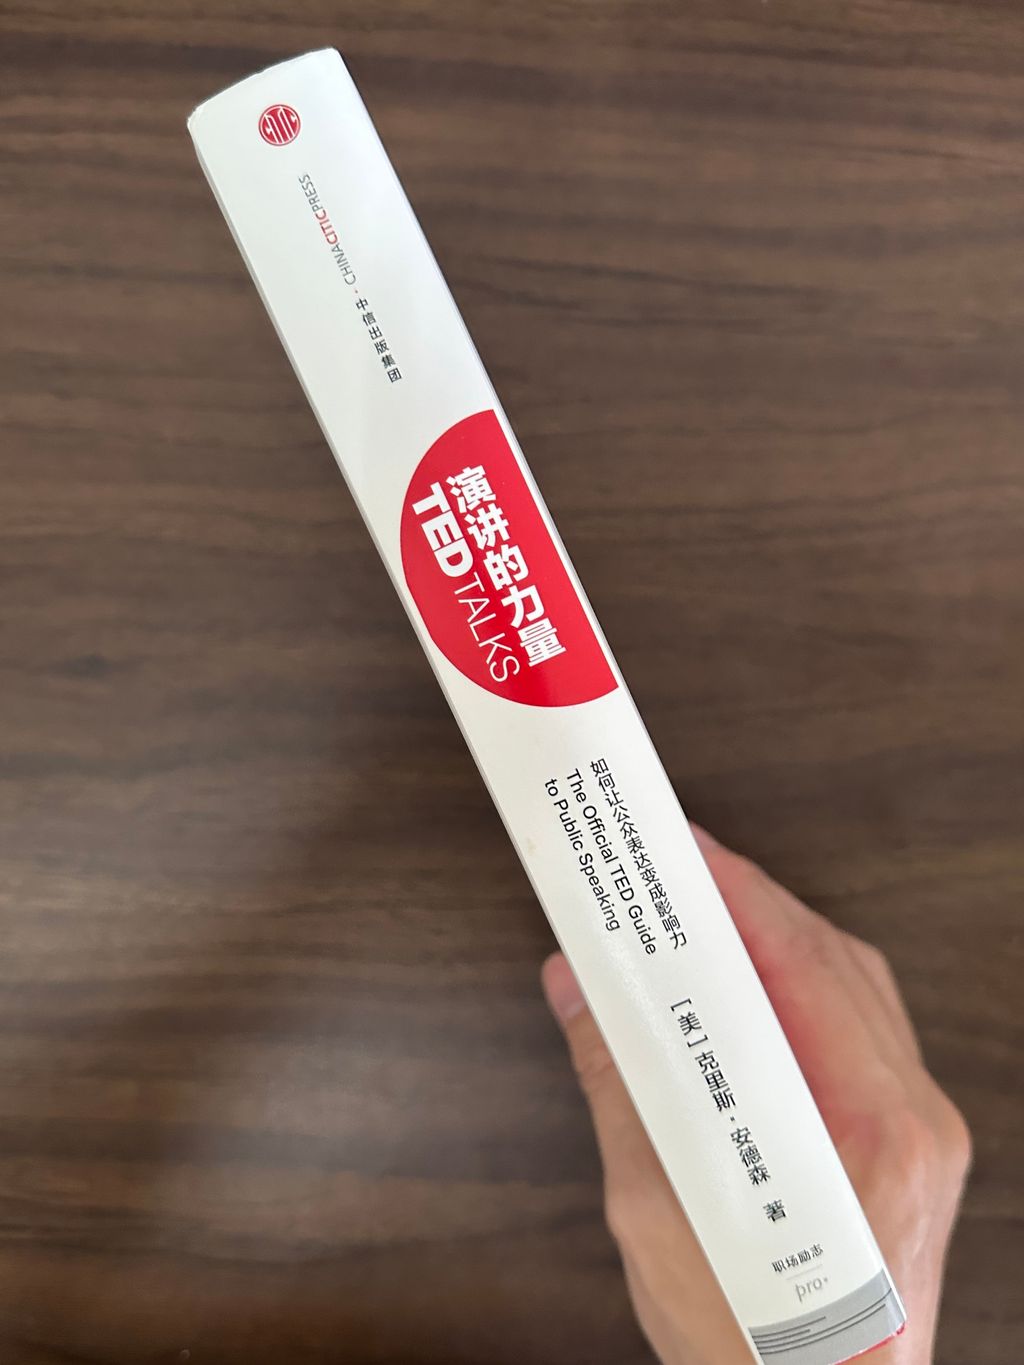 CHINACITICPRESS · 中信出版集团
演讲的力量
TED TALKS
如何让公众表达变成影响力
The Official TED Guide
to Public Speaking
［美］克里斯·安德森 著
职场励志
pro+